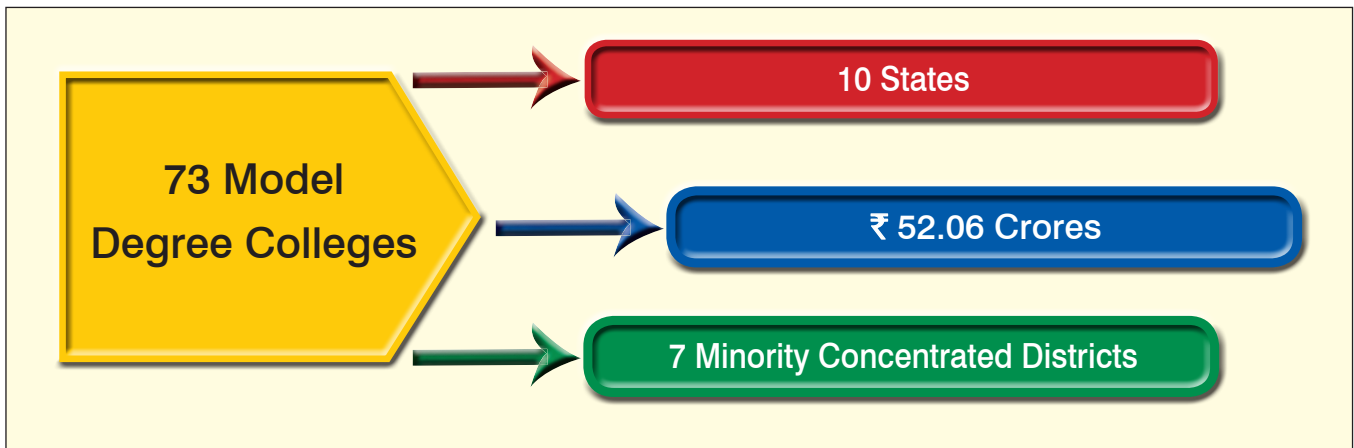 73 Model
Degree Colleges
10 States
₹ 52.06 Crores
7 Minority Concentrated Districts